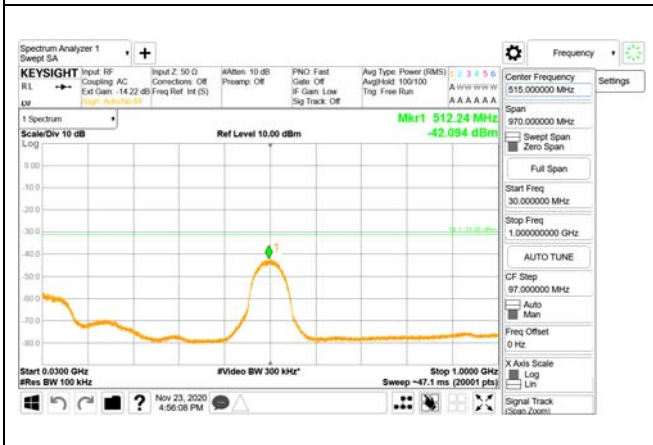 Spectrum Analyzer 1
Swept SA
Frequency
KEYSIGHT
RL
Input: RF
Coupling: AC
Ext Gain: -14.22 dB
Align: Auto/No RF
Input Z: 50 Ω
Corrections: Off
Freq Ref: Int (S)
#Atten: 10 dB
Preamp: Off
PNO: Fast
Gate: Off
IF Gain: Low
Sig Track: Off
Avg Type: Power (RMS)
Avg|Hold: 100/100
Trig: Free Run
1 2 3 4 5 6
A W W W W W
A A A A A A
1 Spectrum
Scale/Div 10 dB
Ref Level 10.00 dBm
Mkr1 512.24 MHz
-42.094 dBm
Log
0.00
-10.0
-20.0
-30.0
-40.0
-50.0
-60.0
-70.0
-80.0
1
Start 0.0300 GHz
#Res BW 100 kHz
#Video BW 300 kHz*
Stop 1.0000 GHz
Sweep ~47.1 ms (20001 pts)
Nov 23, 2020
4:56:08 PM
Center Frequency
515.000000 MHz
Settings
Span
970.000000 MHz
Swept Span
Zero Span
Full Span
Start Freq
30.000000 MHz
Stop Freq
1.000000000 GHz
AUTO TUNE
CF Step
97.000000 MHz
Auto
Man
Freq Offset
0 Hz
X Axis Scale
Log
Lin
Signal Track
(Span Zoom)